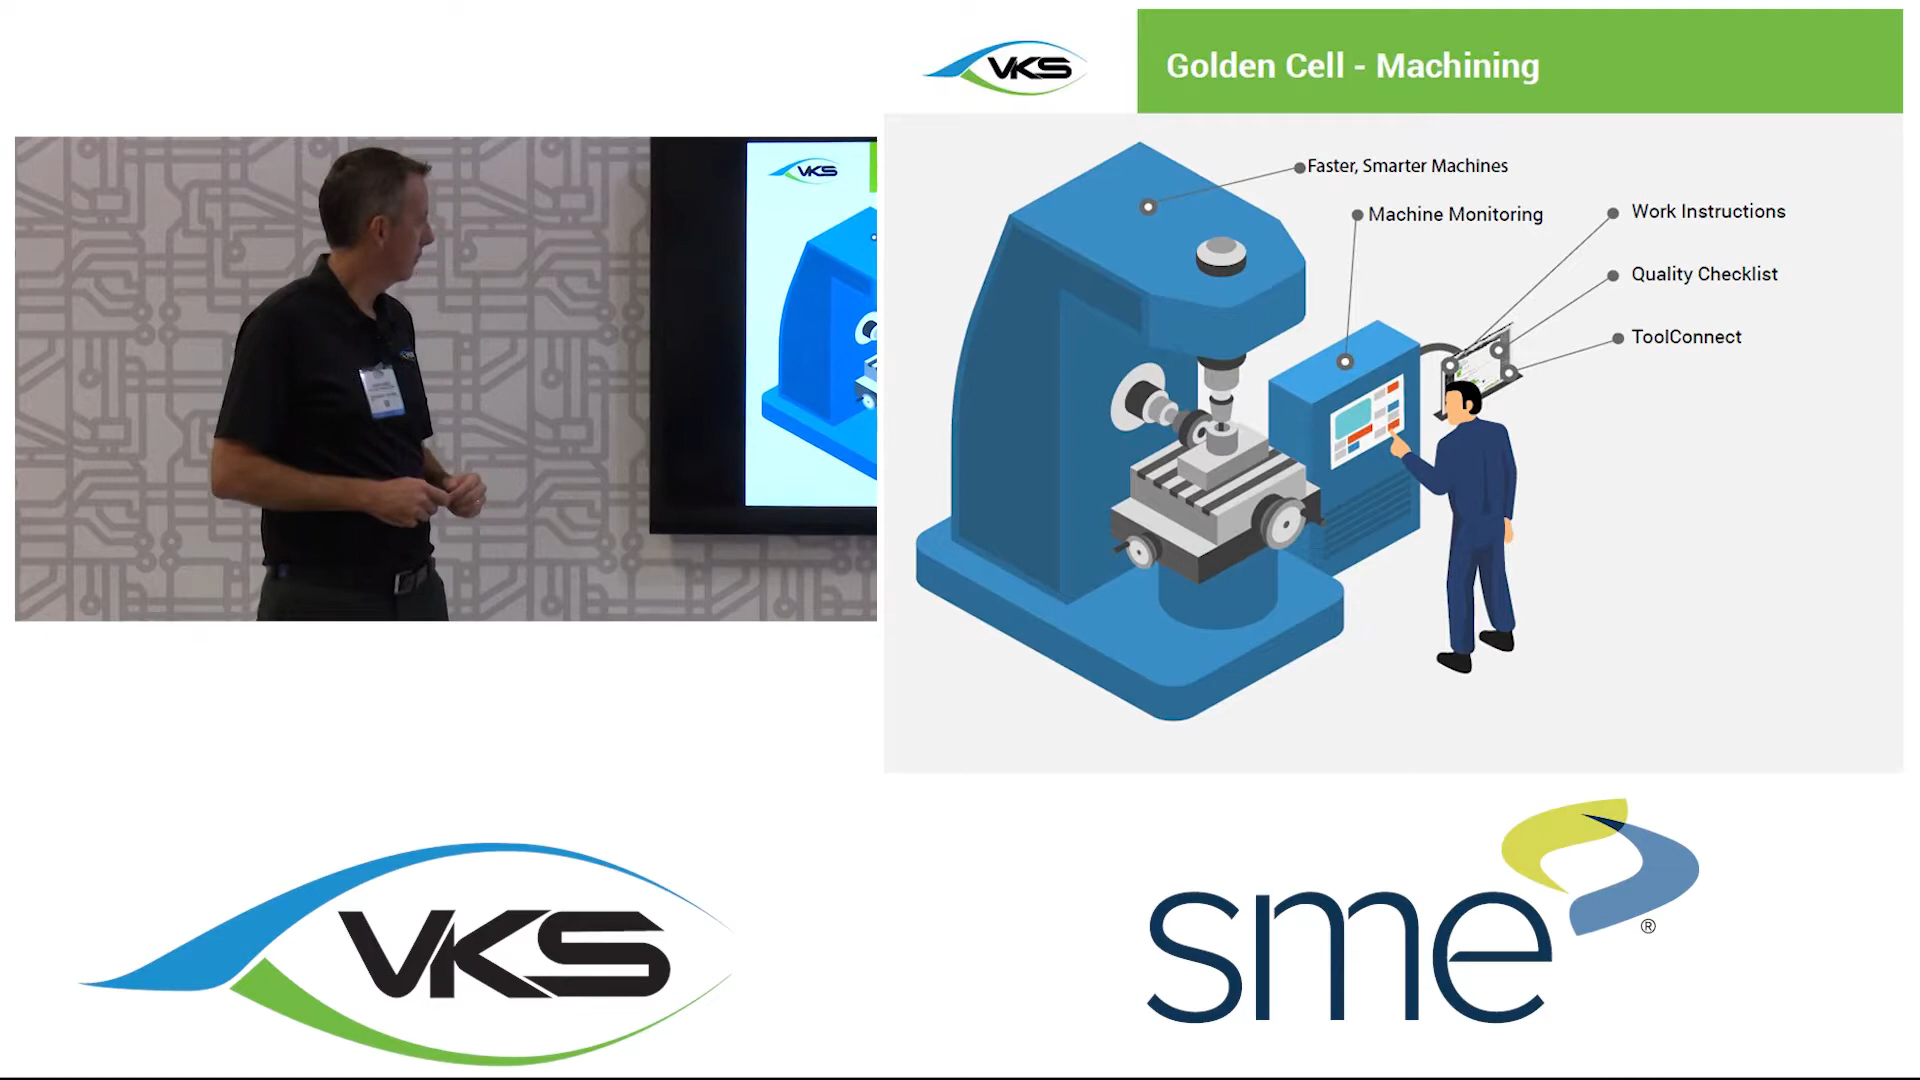 VKS
Golden Cell - Machining
Faster, Smarter Machines
Machine Monitoring
Work Instructions
Quality Checklist
ToolConnect
VKS
VKS
sme
®